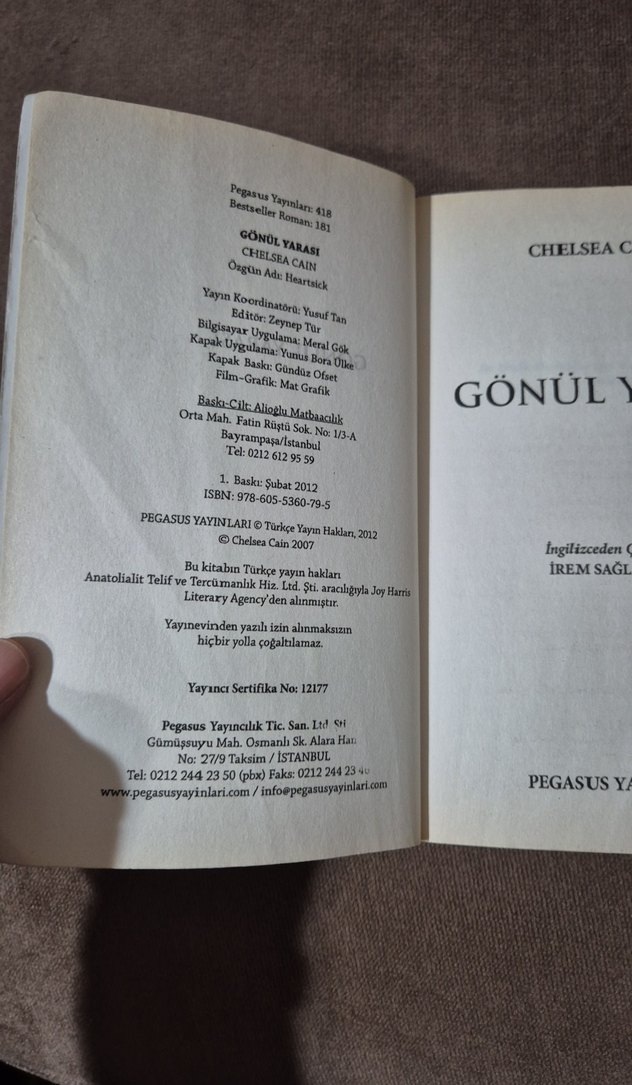 Pegasus Yayınları: 418
Bestseller Roman: 181
GÖNÜL YARASI
CHELSEA CAIN
Özgün Adı: Heartsick
Yayın Koordinatörü: Yusuf Tan
Editör: Zeynep Tür
Bilgisayar Uygulama: Meral Gök
Kapak Uygulama: Yunus Bora Ülke
Kapak Baskı: Gündüz Ofset
Film-Grafik: Mat Grafik
Baskı-Cilt: Alioğlu Matbaacılık
Orta Mah. Fatin Rüştü Sok. No: 1/3-A
Bayrampaşa/İstanbul
Tel: 0212 612 95 59
1. Baskı: Şubat 2012
ISBN: 978-605-5360-79-5
PEGASUS YAYINLARI © Türkçe Yayın Hakları, 2012
© Chelsea Cain 2007
Bu kitabın Türkçe yayın hakları
Anatolialit Telif ve Tercümanlık Hiz. Ltd. Şti. aracılığıyla Joy Harris
Literary Agency'den alınmıştır.
Yayınevinden yazılı izin alınmaksızın
hiçbir yolla çoğaltılamaz.
Yayıncı Sertifika No: 12177
Pegasus Yayıncılık Tic. San. Ltd. Şti
Gümüşsuyu Mah. Osmanlı Sk. Alara Han
No: 27/9 Taksim / İSTANBUL
Tel: 0212 244 23 50 (pbx) Faks: 0212 244 23 46
www.pegasusyayinlari.com / info@pegasusyayinlari.com
CHELSEA C
GÖNÜL Y
İngilizceden Ç
İREM SAĞL
PEGASUS YA